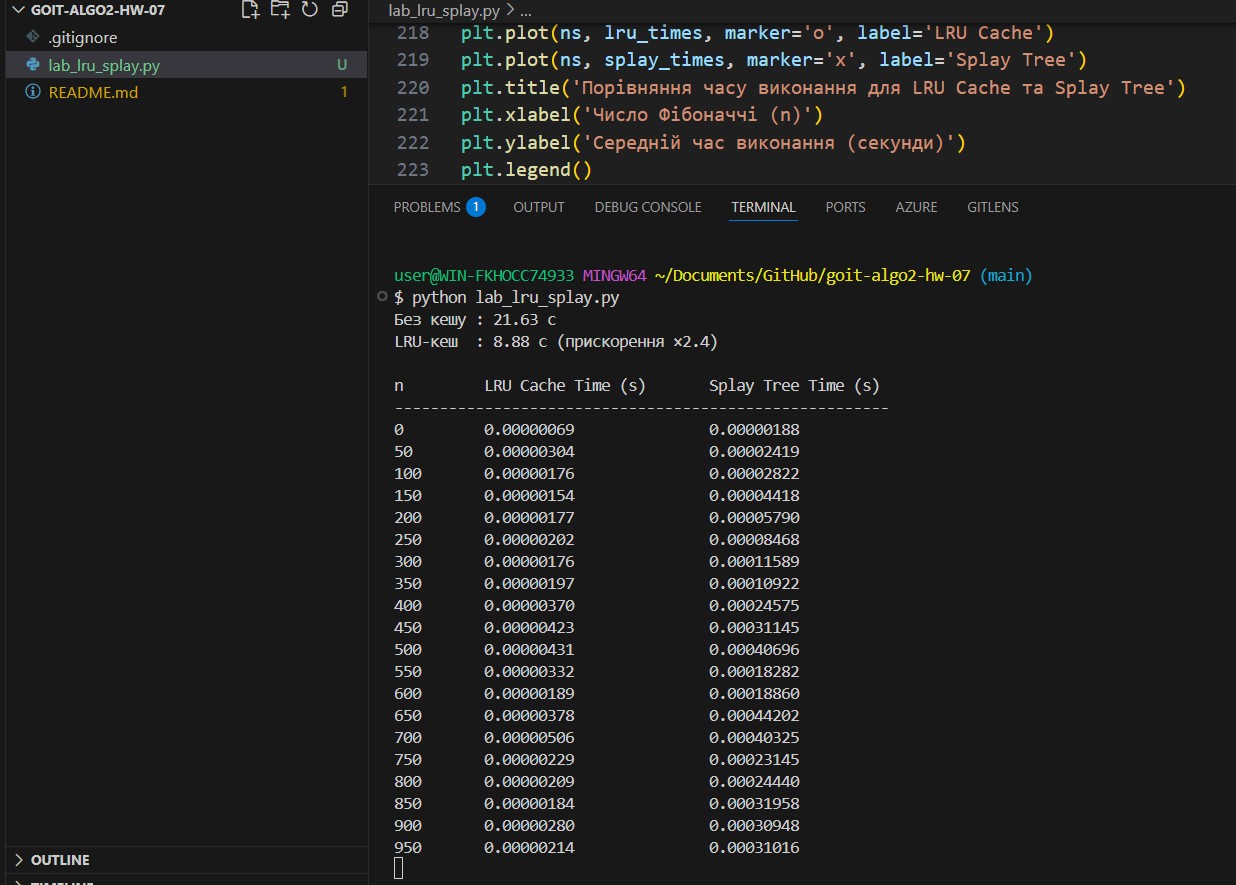 GOIT-ALGO2-HW-07
.gitignore
lab_lru_splay.py U
README.md 1
OUTLINE
TIMELINE
lab_lru_splay.py > ...
218 plt.plot(ns, lru_times, marker='o', label='LRU Cache')
219 plt.plot(ns, splay_times, marker='x', label='Splay Tree')
220 plt.title('Порівняння часу виконання для LRU Cache та Splay Tree')
221 plt.xlabel('Число Фібоначчі (n)')
222 plt.ylabel('Середній час виконання (секунди)')
223 plt.legend()
PROBLEMS 1 OUTPUT DEBUG CONSOLE TERMINAL PORTS AZURE GITLENS
user@WIN-FKHOCC74933 MINGW64 ~/Documents/GitHub/goit-algo2-hw-07 (main)
$ python lab_lru_splay.py
Без кешу : 21.63 с
LRU-кеш  : 8.88 с (прискорення ×2.4)
n LRU Cache Time (s) Splay Tree Time (s)
-------------------------------------------------------
0 0.00000069 0.00000188
50 0.00000304 0.00002419
100 0.00000176 0.00002822
150 0.00000154 0.00004418
200 0.00000177 0.00005790
250 0.00000202 0.00008468
300 0.00000176 0.00011589
350 0.00000197 0.00010922
400 0.00000370 0.00024575
450 0.00000423 0.00031145
500 0.00000431 0.00040696
550 0.00000332 0.00018282
600 0.00000189 0.00018860
650 0.00000378 0.00044202
700 0.00000506 0.00040325
750 0.00000229 0.00023145
800 0.00000209 0.00024440
850 0.00000184 0.00031958
900 0.00000280 0.00030948
950 0.00000214 0.00031016